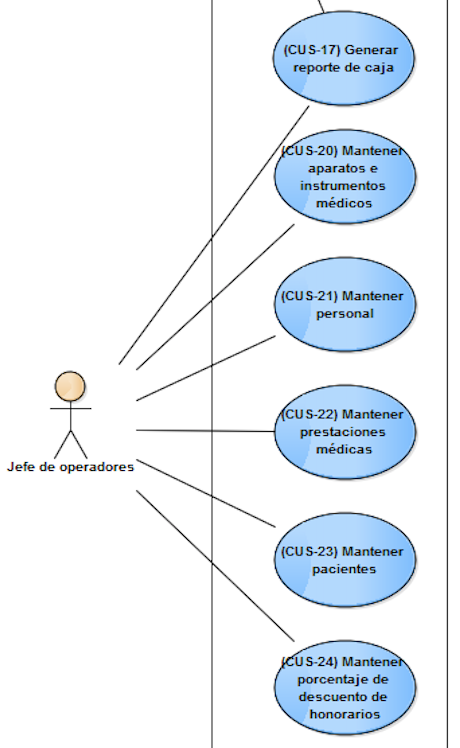 (CUS-17) Generar
reporte de caja
(CUS-20) Mantener
aparatos e
instrumentos
médicos
(CUS-21) Mantener
personal
(CUS-22) Mantener
prestaciones
médicas
Jefe de operadores
(CUS-23) Mantener
pacientes
(CUS-24) Mantener
porcentaje de
descuento de
honorarios